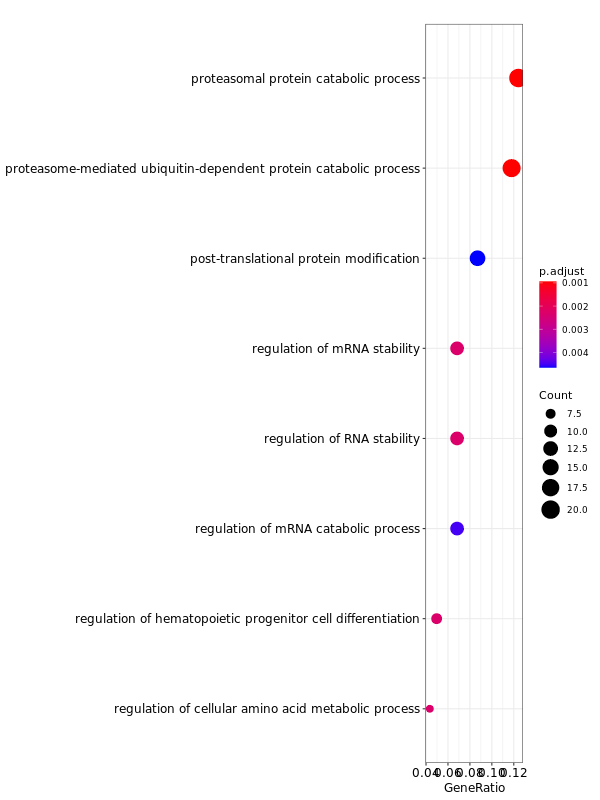 proteasomal protein catabolic process
proteasome-mediated ubiquitin-dependent protein catabolic process
post-translational protein modification
regulation of mRNA stability
regulation of RNA stability
regulation of mRNA catabolic process
regulation of hematopoietic progenitor cell differentiation
regulation of cellular amino acid metabolic process
0.04 0.06 0.08 0.10 0.12
GeneRatio
p.adjust
0.001
0.002
0.003
0.004
Count
7.5
10.0
12.5
15.0
17.5
20.0